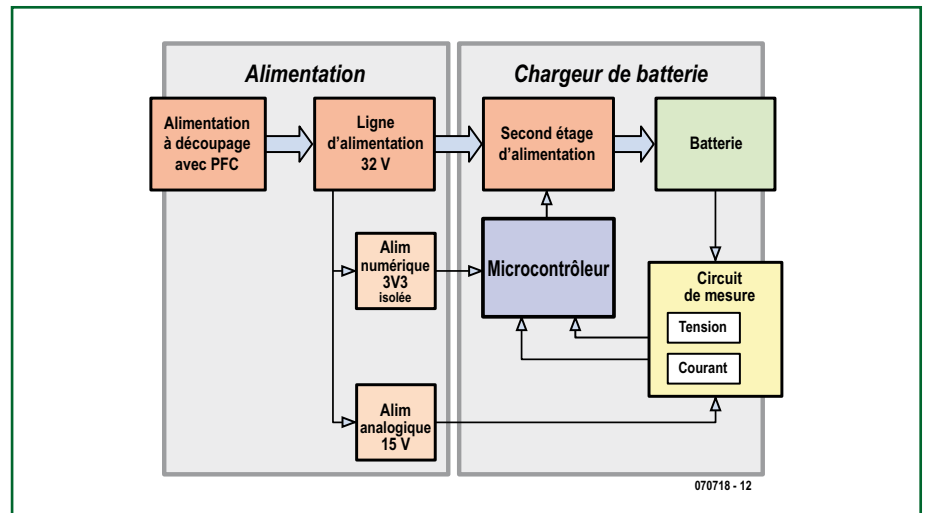 Alimentation
Chargeur de batterie
Alimentation
à découpage
avec PFC
Ligne
d'alimentation
32 V
Second étage
d'alimentation
Batterie
Alim
numérique
3V3
isolée
Microcontrôleur
Circuit
de mesure
Tension
Courant
Alim
analogique
15 V
070718 - 12